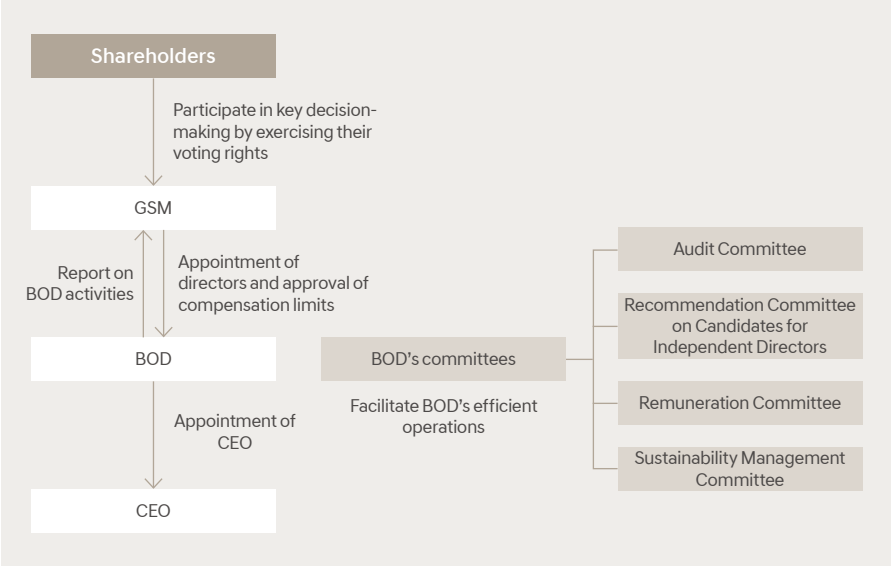 Shareholders
Participate in key decision-
making by exercising their
voting rights
GSM
Report on
BOD activities
Appointment of
directors and approval of
compensation limits
BOD
Appointment of
CEO
CEO
BOD's committees
Facilitate BOD's efficient
operations
Audit Committee
Recommendation Committee
on Candidates for
Independent Directors
Remuneration Committee
Sustainability Management
Committee